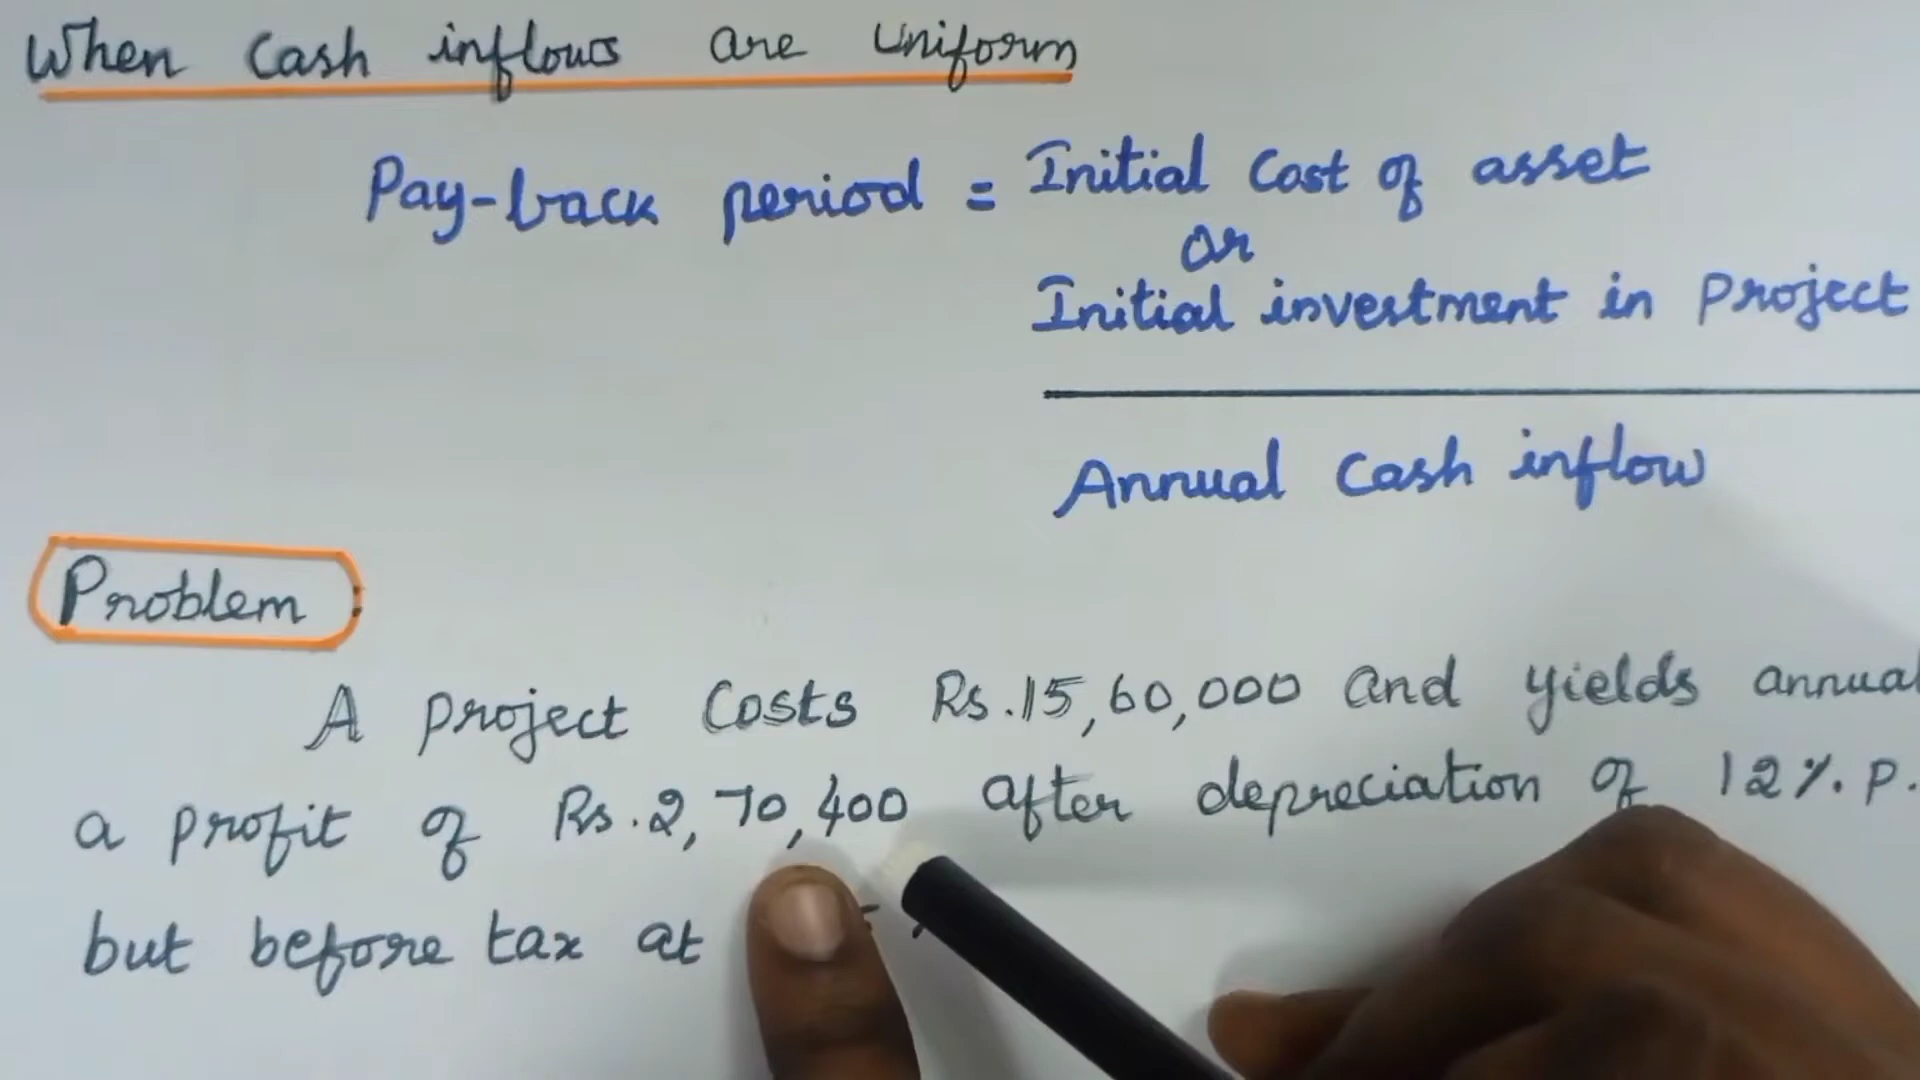 When Cash inflows are Uniform
Pay-back period = Initial Cost of asset
or
Initial investment in Project
Annual Cash inflow
Problem
A project Costs Rs.15,60,000 and yields annual
a profit of Rs.2,70,400 after depreciation of 12%. P.
but before tax at